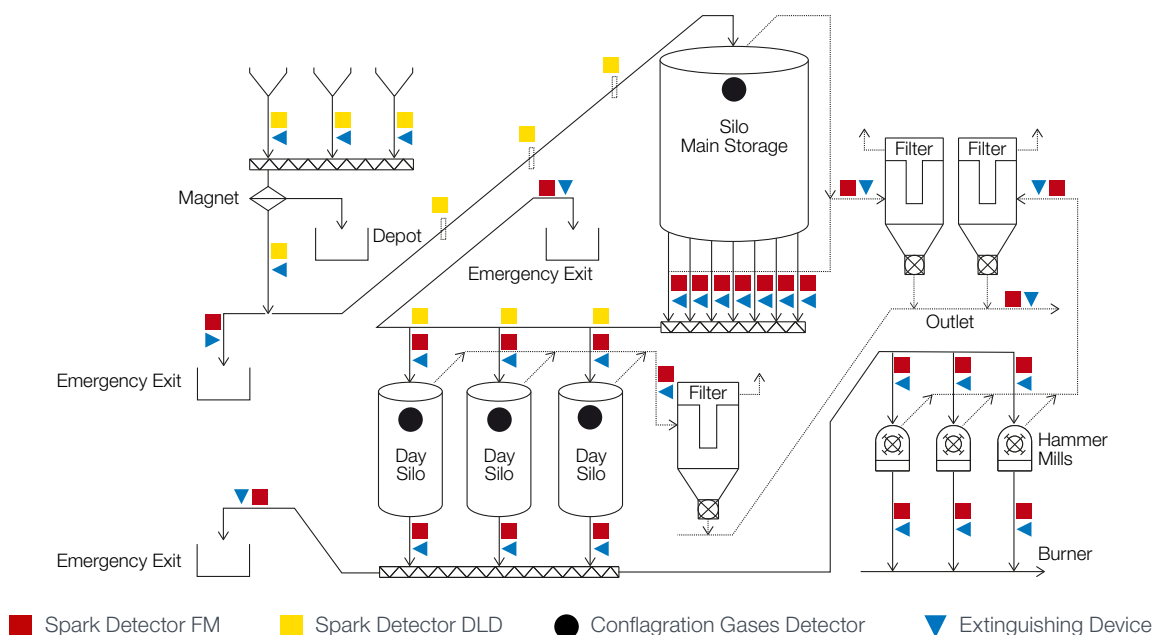 Filter
Filter
Silo
Main Storage
Magnet
Depot
Emergency Exit
Outlet
Emergency Exit
Filter
Day
Silo
Day
Silo
Day
Silo
Hammer
Mills
Emergency Exit
Burner
Spark Detector FM
Spark Detector DLD
Conflagration Gases Detector
Extinguishing Device